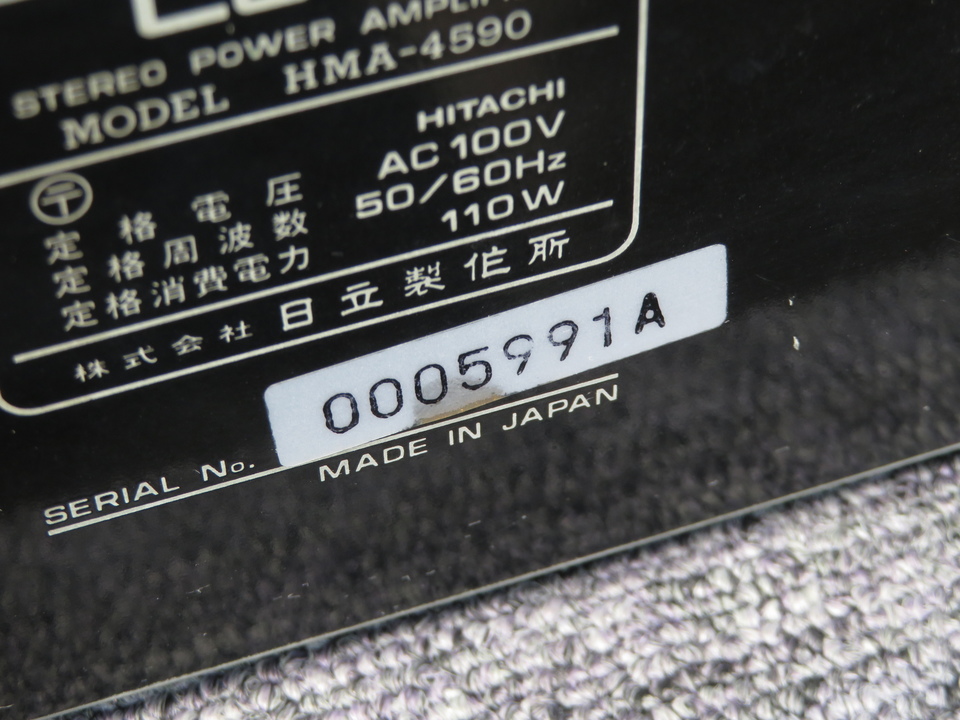 STEREO POWER AMPLIF
MODEL HMA-4590
HITACHI
定格電圧 AC 100V
定格周波数 50/60Hz
定格消費電力 110W
株式会社 日立製作所
0005991A
SERIAL No.
MADE IN JAPAN